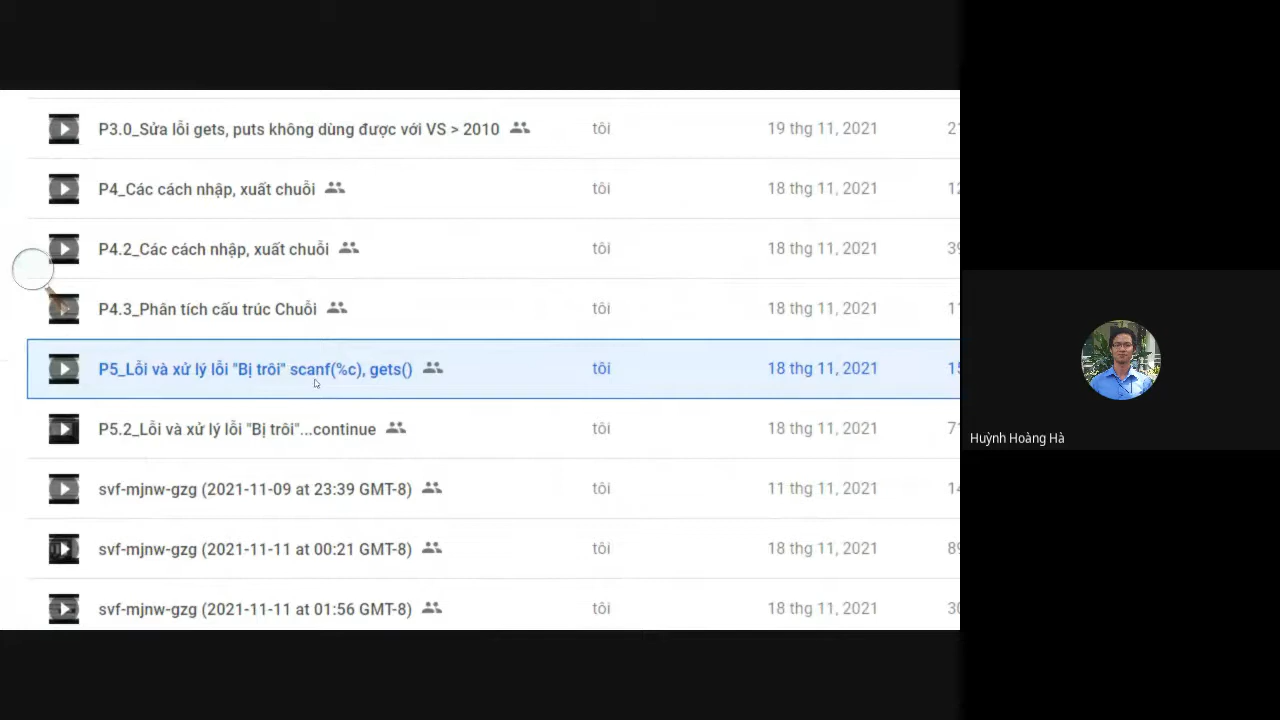 P3.0_Sửa lỗi gets, puts không dùng được với VS > 2010 tôi 19 thg 11, 2021
P4_Các cách nhập, xuất chuỗi tôi 18 thg 11, 2021
P4.2_Các cách nhập, xuất chuỗi tôi 18 thg 11, 2021
P4.3_Phân tích cấu trúc Chuỗi tôi 18 thg 11, 2021
P5_Lỗi và xử lý lỗi "Bị trôi" scanf(%c), gets() tôi 18 thg 11, 2021
P5.2_Lỗi và xử lý lỗi "Bị trôi"...continue tôi 18 thg 11, 2021
svf-mjnw-gzg (2021-11-09 at 23:39 GMT-8) tôi 11 thg 11, 2021
svf-mjnw-gzg (2021-11-11 at 00:21 GMT-8) tôi 18 thg 11, 2021
svf-mjnw-gzg (2021-11-11 at 01:56 GMT-8) tôi 18 thg 11, 2021
Huỳnh Hoàng Hà